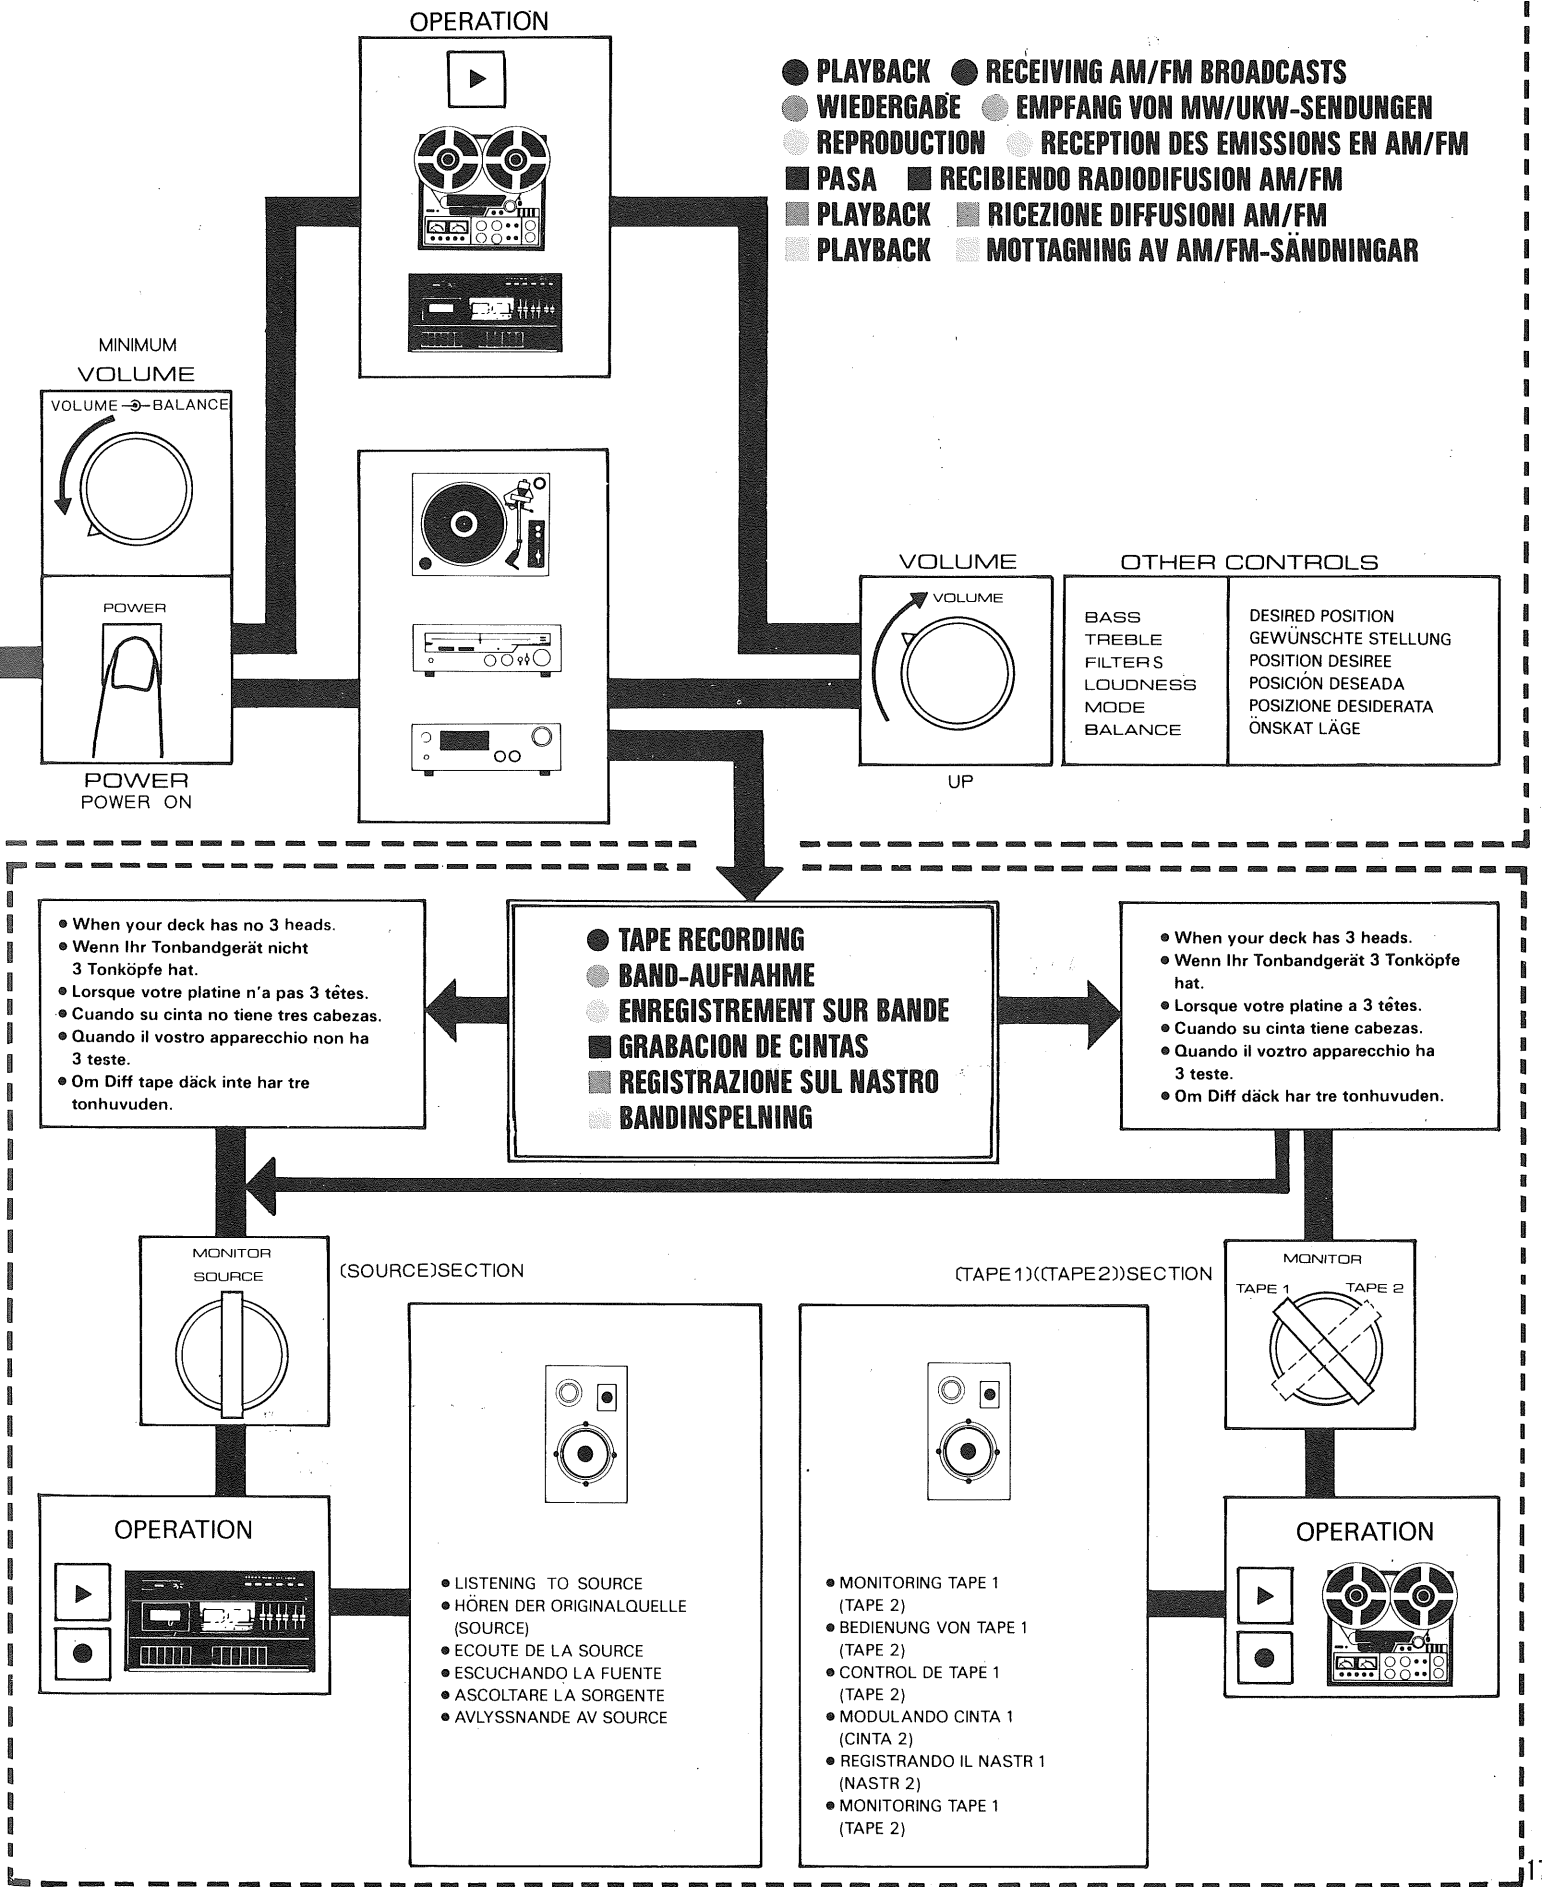 OPERATION
● PLAYBACK ● RECEIVING AM/FM BROADCASTS
● WIEDERGABE ● EMPFANG VON MW/UKW-SENDUNGEN
● REPRODUCTION ● RECEPTION DES EMISSIONS EN AM/FM
■ PASA ■ RECIBIENDO RADIODIFUSION AM/FM
■ PLAYBACK ■ RICEZIONE DIFFUSIONI AM/FM
■ PLAYBACK ■ MOTTAGNING AV AM/FM-SÄNDNINGAR
MINIMUM
VOLUME
VOLUME BALANCE
POWER
POWER
POWER ON
VOLUME
VOLUME
UP
OTHER CONTROLS
BASS
TREBLE
FILTERS
LOUDNESS
MODE
BALANCE
DESIRED POSITION
GEWÜNSCHTE STELLUNG
POSITION DESIREE
POSICIÓN DESEADA
POSIZIONE DESIDERATA
ÖNSKAT LÄGE
● When your deck has no 3 heads.
● Wenn Ihr Tonbandgerät nicht
3 Tonköpfe hat.
● Lorsque votre platine n'a pas 3 têtes.
● Cuando su cinta no tiene tres cabezas.
● Quando il vostro apparecchio non ha
3 teste.
● Om Diff tape däck inte har tre
tonhuvuden.
● TAPE RECORDING
● BAND-AUFNAHME
● ENREGISTREMENT SUR BANDE
■ GRABACION DE CINTAS
■ REGISTRAZIONE SUL NASTRO
■ BANDINSPELNING
● When your deck has 3 heads.
● Wenn Ihr Tonbandgerät 3 Tonköpfe
hat.
● Lorsque votre platine a 3 têtes.
● Cuando su cinta tiene cabezas.
● Quando il voztro apparecchio ha
3 teste.
● Om Diff däck har tre tonhuvuden.
MONITOR
SOURCE
(SOURCE)SECTION
(TAPE1)((TAPE2))SECTION
MONITOR
TAPE 1 TAPE 2
OPERATION
● LISTENING TO SOURCE
● HÖREN DER ORIGINALQUELLE
(SOURCE)
● ECOUTE DE LA SOURCE
● ESCUCHANDO LA FUENTE
● ASCOLTARE LA SORGENTE
● AVLYSSNANDE AV SOURCE
● MONITORING TAPE 1
(TAPE 2)
● BEDIENUNG VON TAPE 1
(TAPE 2)
● CONTROL DE TAPE 1
(TAPE 2)
● MODULANDO CINTA 1
(CINTA 2)
● REGISTRANDO IL NASTR 1
(NASTR 2)
● MONITORING TAPE 1
(TAPE 2)
OPERATION
17